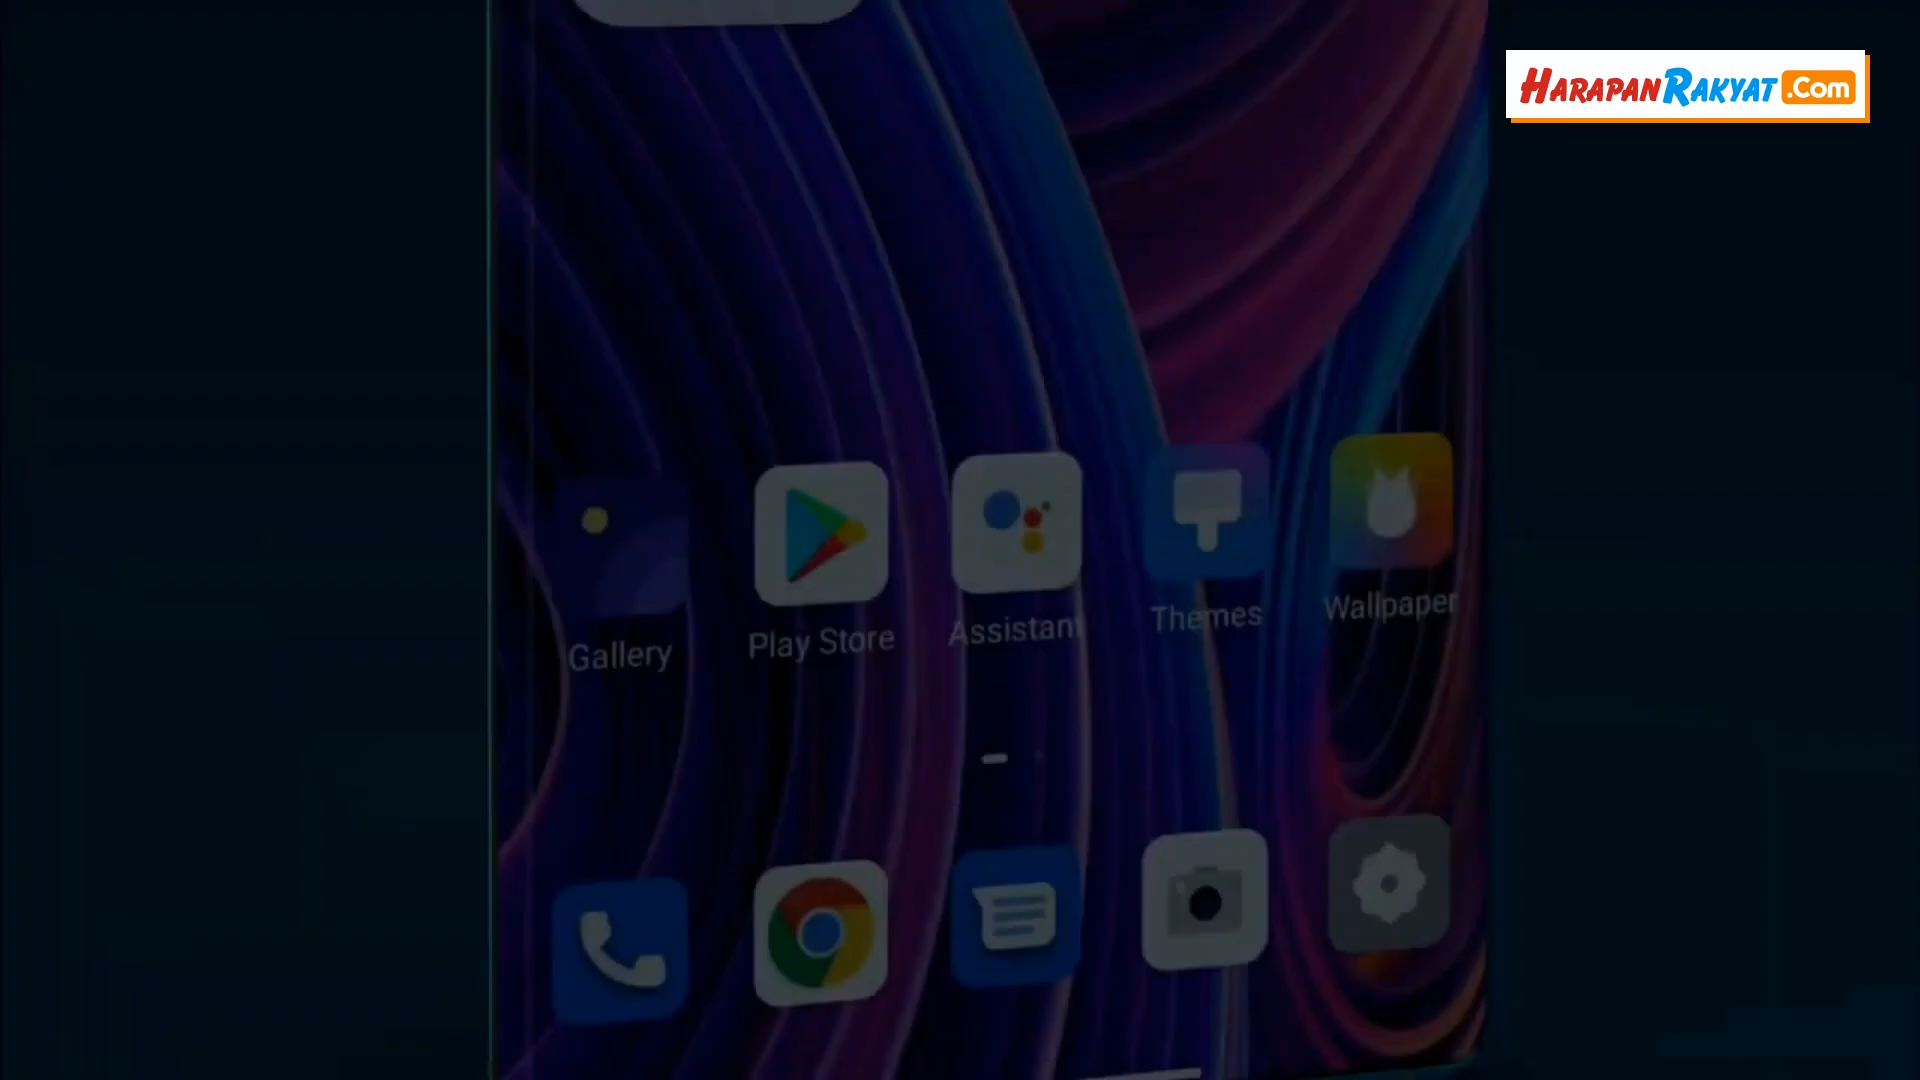 HARAPANRAKYAT.Com
Gallery
Play Store
Assistant
Themes
Wallpaper